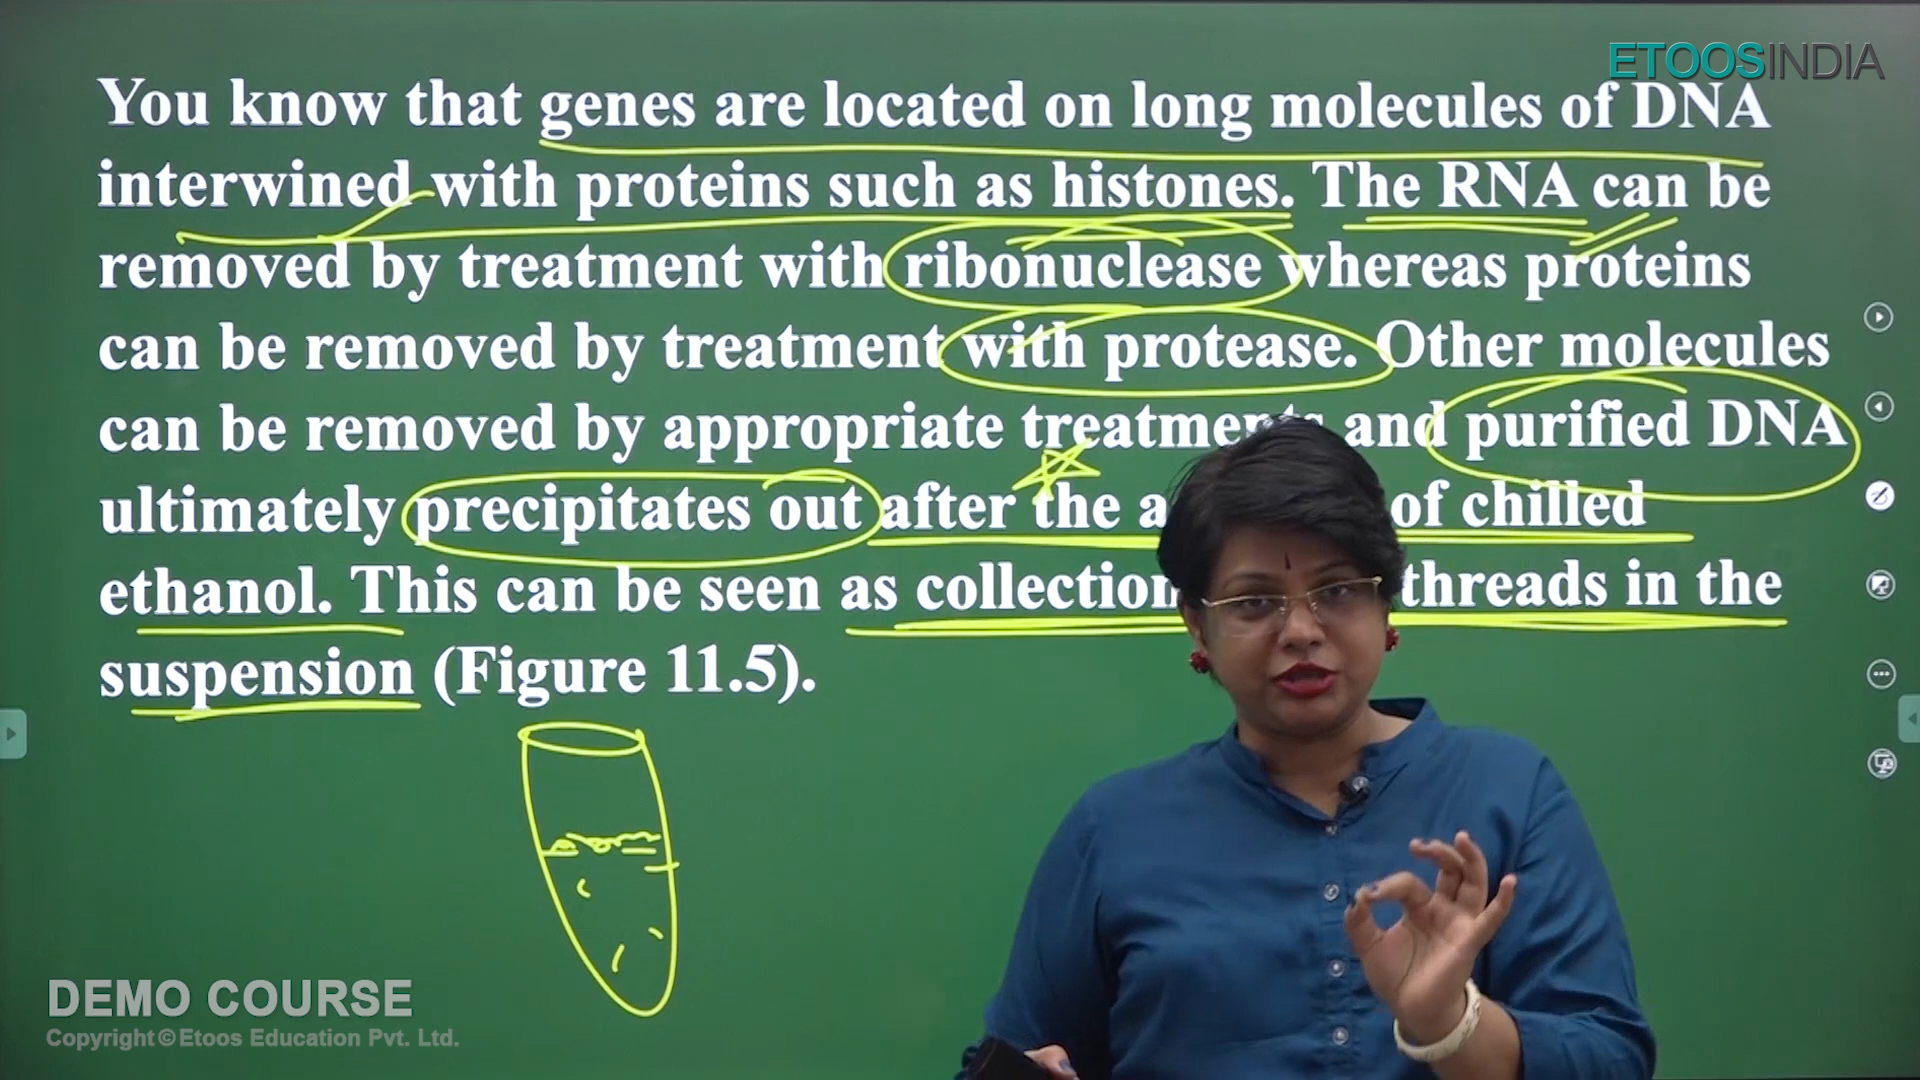 ETOOSINDIA
You know that genes are located on long molecules of DNA
interwined with proteins such as histones. The RNA can be
removed by treatment with ribonuclease whereas proteins
can be removed by treatment with protease. Other molecules
can be removed by appropriate treatments and purified DNA
ultimately precipitates out after the a of chilled
ethanol. This can be seen as collection threads in the
suspension (Figure 11.5).
DEMO COURSE
Copyright © Etoos Education Pvt. Ltd.